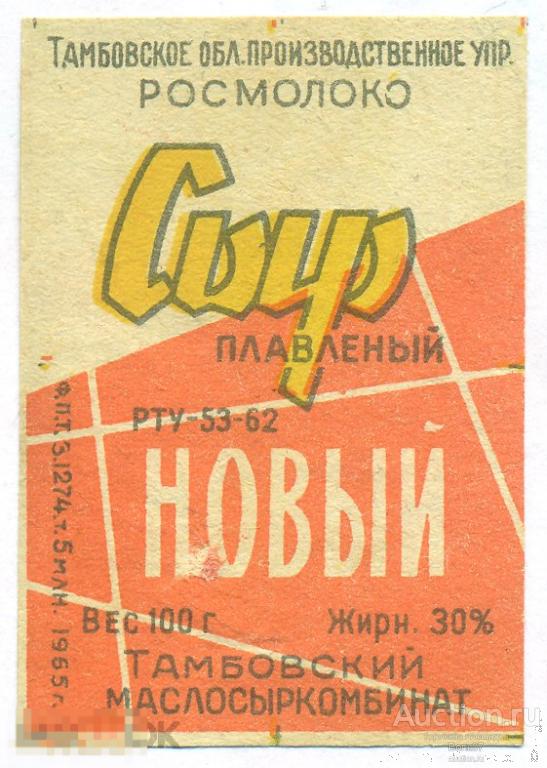 ТАМБОВСКОЕ ОБЛ.ПРОИЗВОДСТВЕННОЕ УПР.
РОСМОЛОКО
Сыр
ПЛАВЛЕНЫЙ
РТУ-53-62
НОВЫЙ
ВЕС 100 г Жирн. 30%
ТАМБОВСКИЙ
МАСЛОСЫРКОМБИНАТ
Ф.П.Т.З.1274.т.5 млн. 1965 г.
Auction.ru